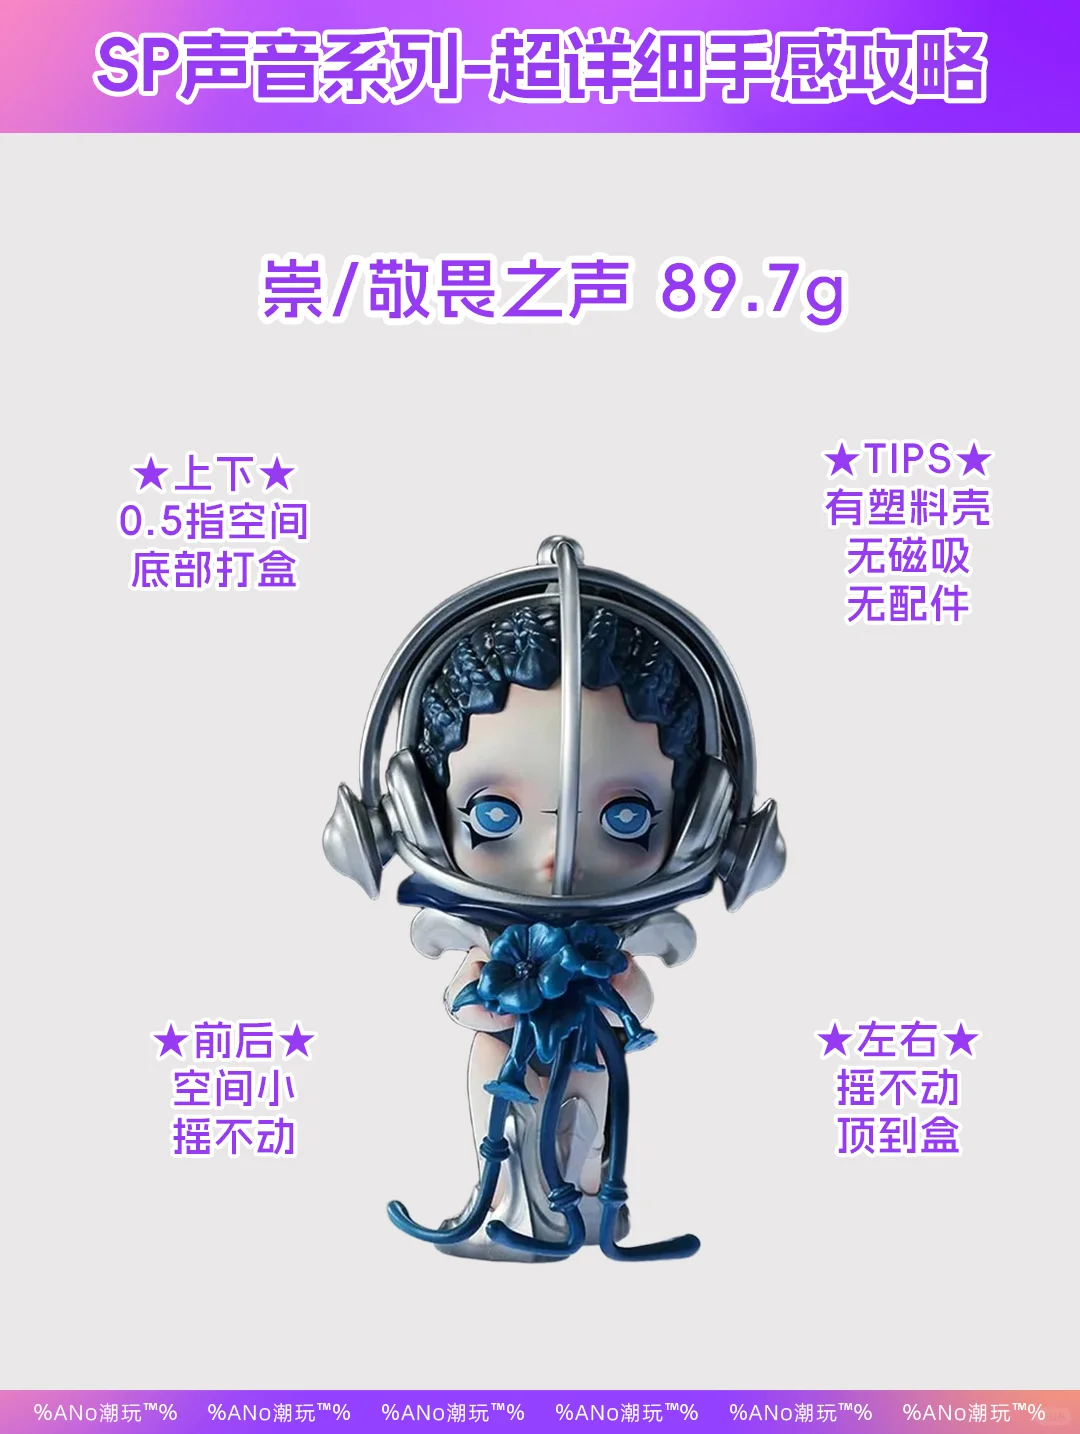 SP声音系列-超详细手感攻略
崇/敬畏之声 89.7g
★上下★
0.5指空间
底部打盒
★TIPS★
有塑料壳
无磁吸
无配件
★前后★
空间小
摇不动
★左右★
摇不动
顶到盒
%ANo潮玩™% %ANo潮玩™% %ANo潮玩™% %ANo潮玩™% %ANo潮玩™% %ANo潮玩™%